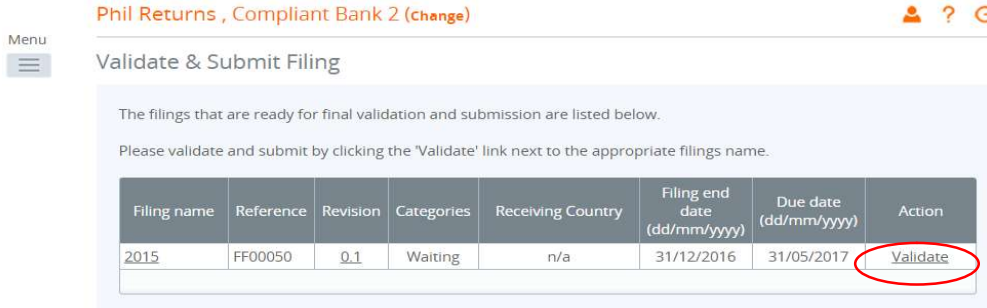 Phil Returns , Compliant Bank 2 (Change)
?
Menu
Validate & Submit Filing
The filings that are ready for final validation and submission are listed below.
Please validate and submit by clicking the 'Validate' link next to the appropriate filings name.
Filing name Reference Revision Categories Receiving Country Filing end date (dd/mm/yyyy) Due date (dd/mm/yyyy) Action
2015 FF00050 0.1 Waiting n/a 31/12/2016 31/05/2017 Validate